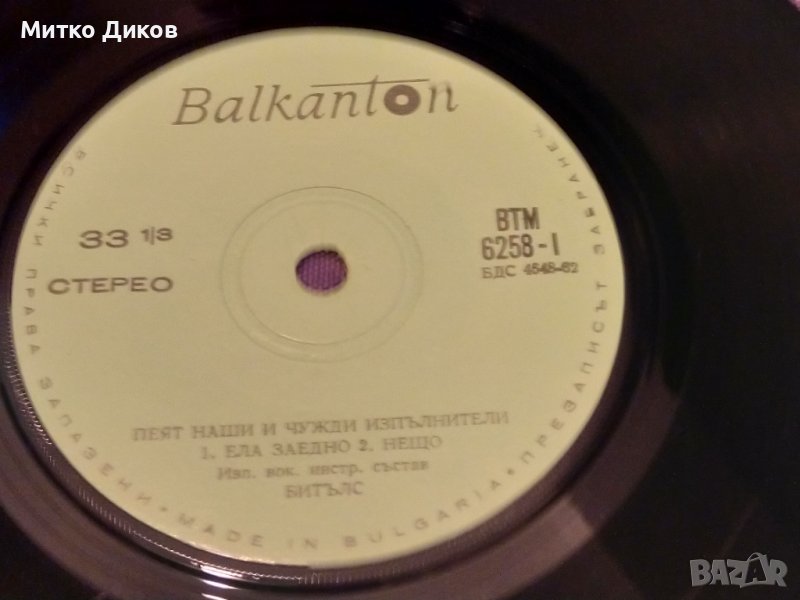 Митко Диков
Balkanton
33 1/3
СТЕРЕО
ВТМ
6258-I
БДС 4548-62
ПЕЯТ НАШИ И ЧУЖДИ ИЗПЪЛНИТЕЛИ
1. ЕЛА ЗАЕДНО 2. НЕЩО
Изп. вок. инстр. състав
БИТЪЛС
ВСИЧКИ ПРАВА ЗАПАЗЕНИ • MADE IN BULGARIA • ПРЕЗАПИСЪТ ЗАБРАНЕН
BAZAR